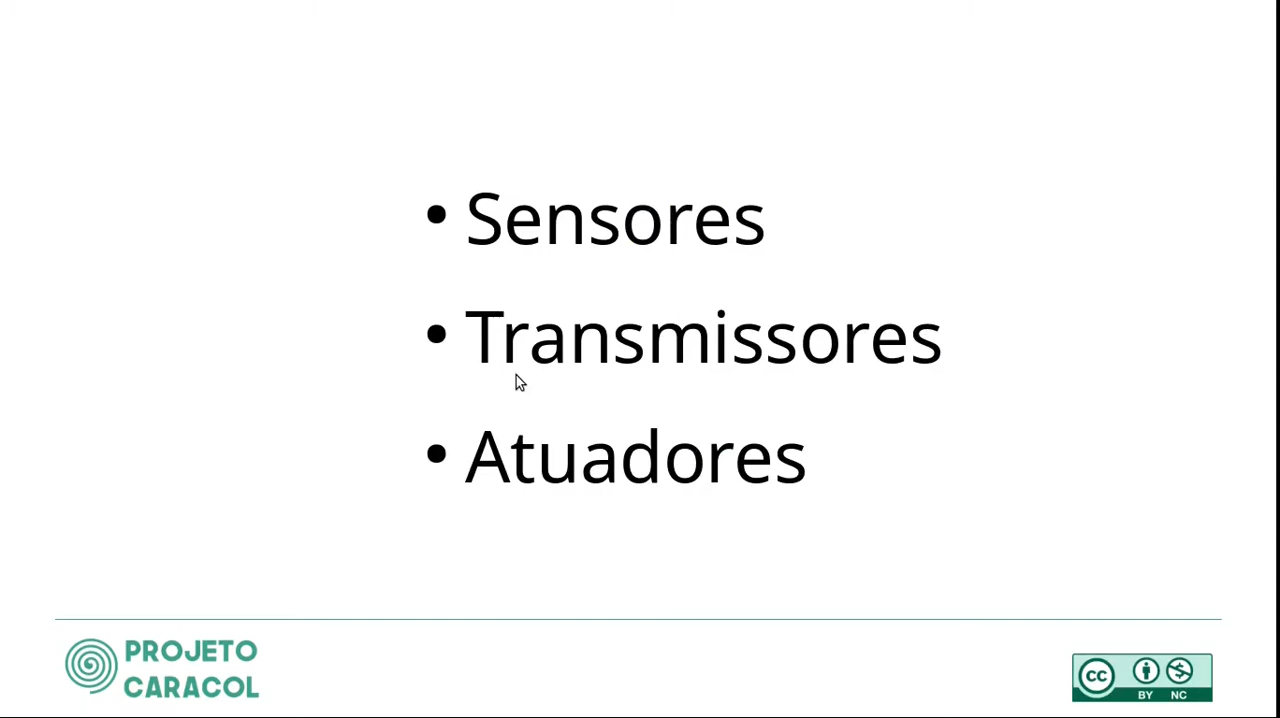 • Sensores
• Transmissores
• Atuadores
PROJETO
CARACOL
CC BY NC